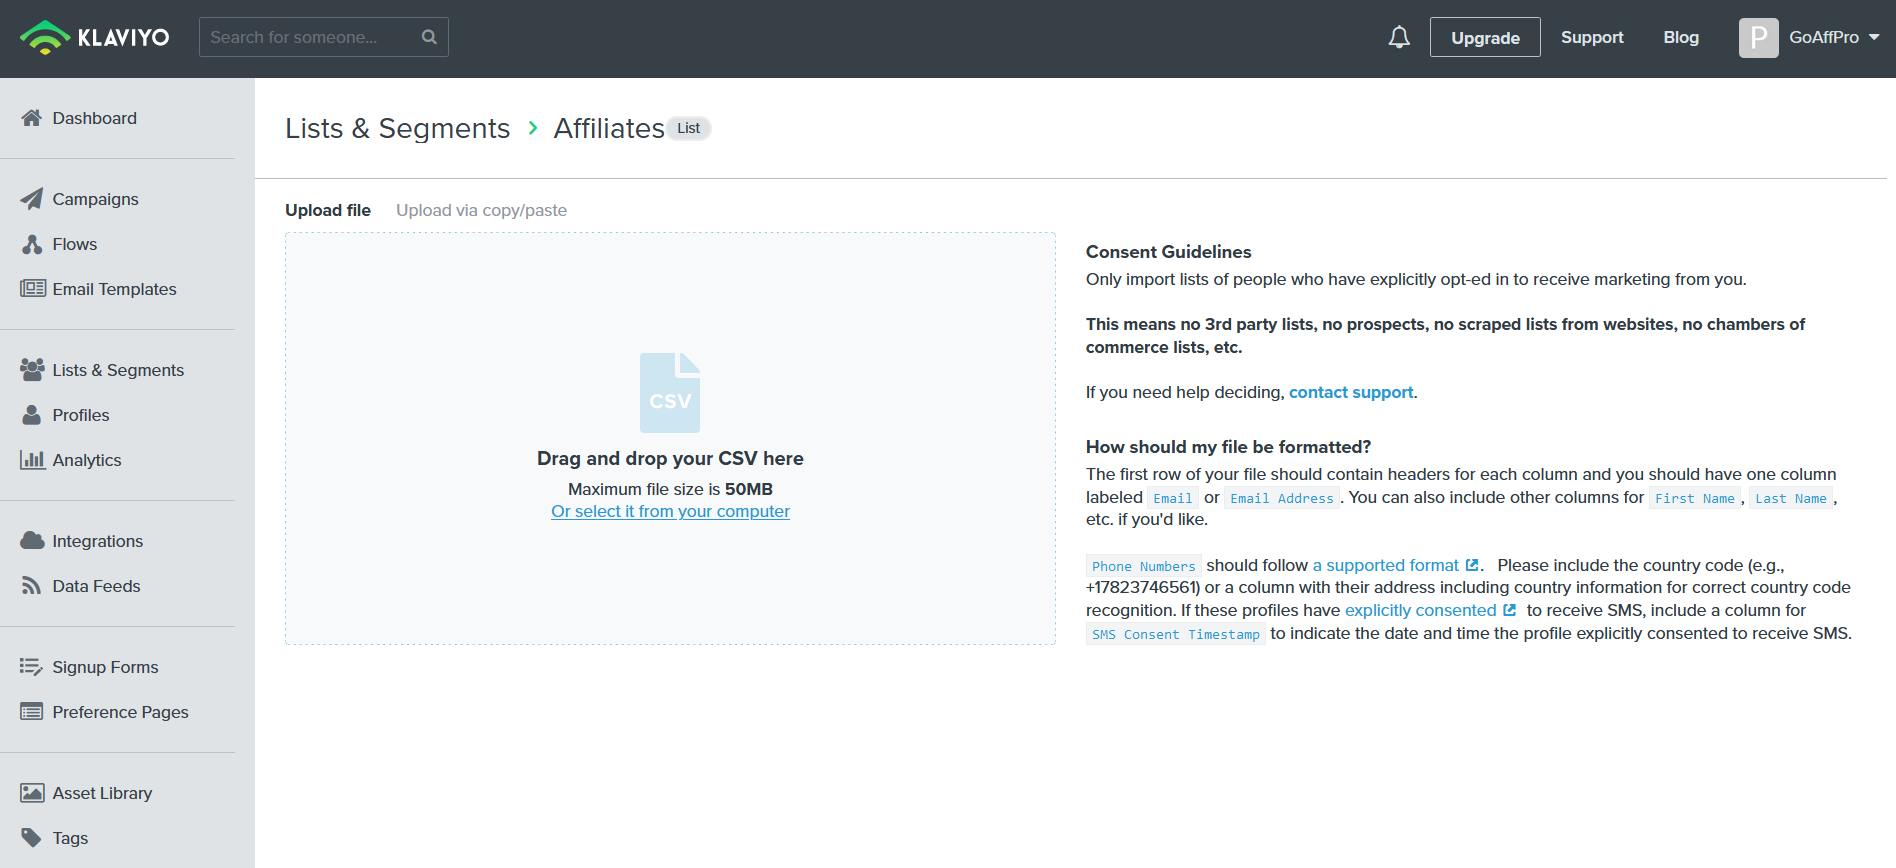 KLAVIYO
Search for someone...
Upgrade
Support
Blog
P
GoAffPro
Dashboard
Campaigns
Flows
Email Templates
Lists & Segments
Profiles
Analytics
Integrations
Data Feeds
Signup Forms
Preference Pages
Asset Library
Tags
Lists & Segments > Affiliates List
Upload file
Upload via copy/paste
CSV
Drag and drop your CSV here
Maximum file size is 50MB
Or select it from your computer
Consent Guidelines
Only import lists of people who have explicitly opt-ed in to receive marketing from you.
This means no 3rd party lists, no prospects, no scraped lists from websites, no chambers of
commerce lists, etc.
If you need help deciding, contact support.
How should my file be formatted?
The first row of your file should contain headers for each column and you should have one column
labeled Email or Email Address. You can also include other columns for First Name, Last Name,
etc. if you'd like.
Phone Numbers should follow a supported format. Please include the country code (e.g.,
+17823746561) or a column with their address including country information for correct country code
recognition. If these profiles have explicitly consented to receive SMS, include a column for
SMS Consent Timestamp to indicate the date and time the profile explicitly consented to receive SMS.